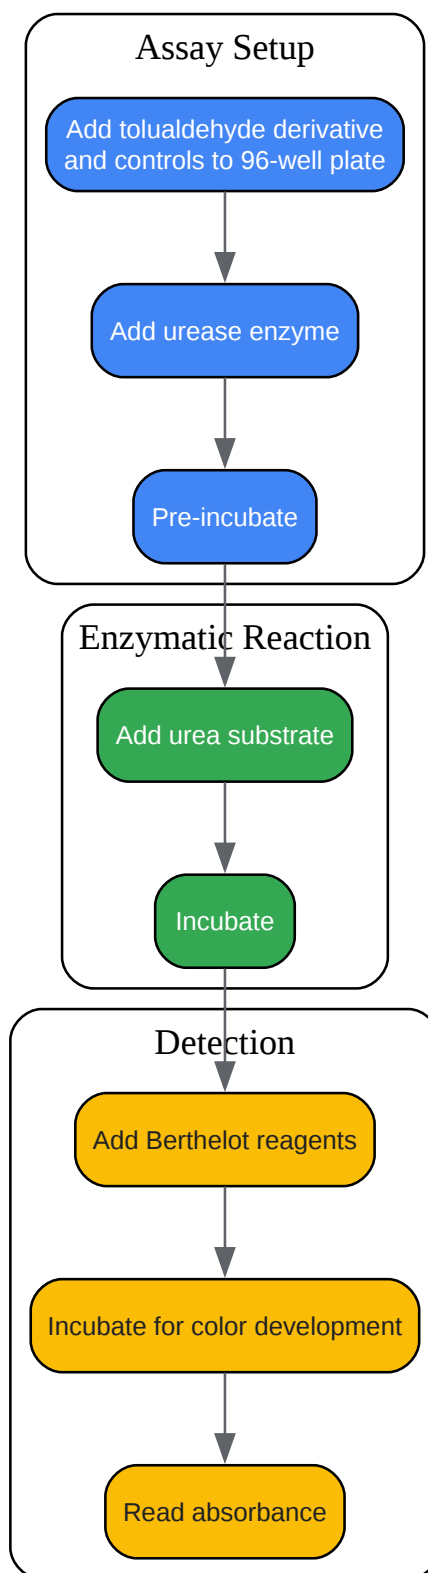 Assay Setup
Add tolualdehyde derivative
and controls to 96-well plate
Add urease enzyme
Pre-incubate
Enzymatic Reaction
Add urea substrate
Incubate
Detection
Add Berthelot reagents
Incubate for color development
Read absorbance